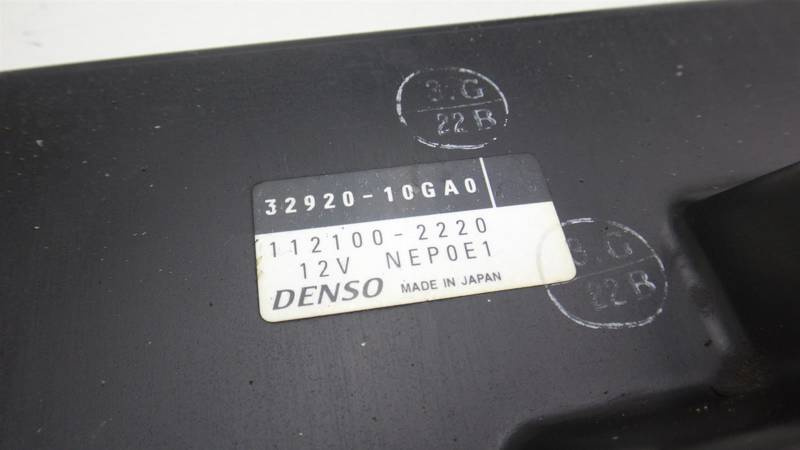 3.G
22B
32920-10GA0
112100-2220
12V NEP0E1
DENSO MADE IN JAPAN
3.G
22B